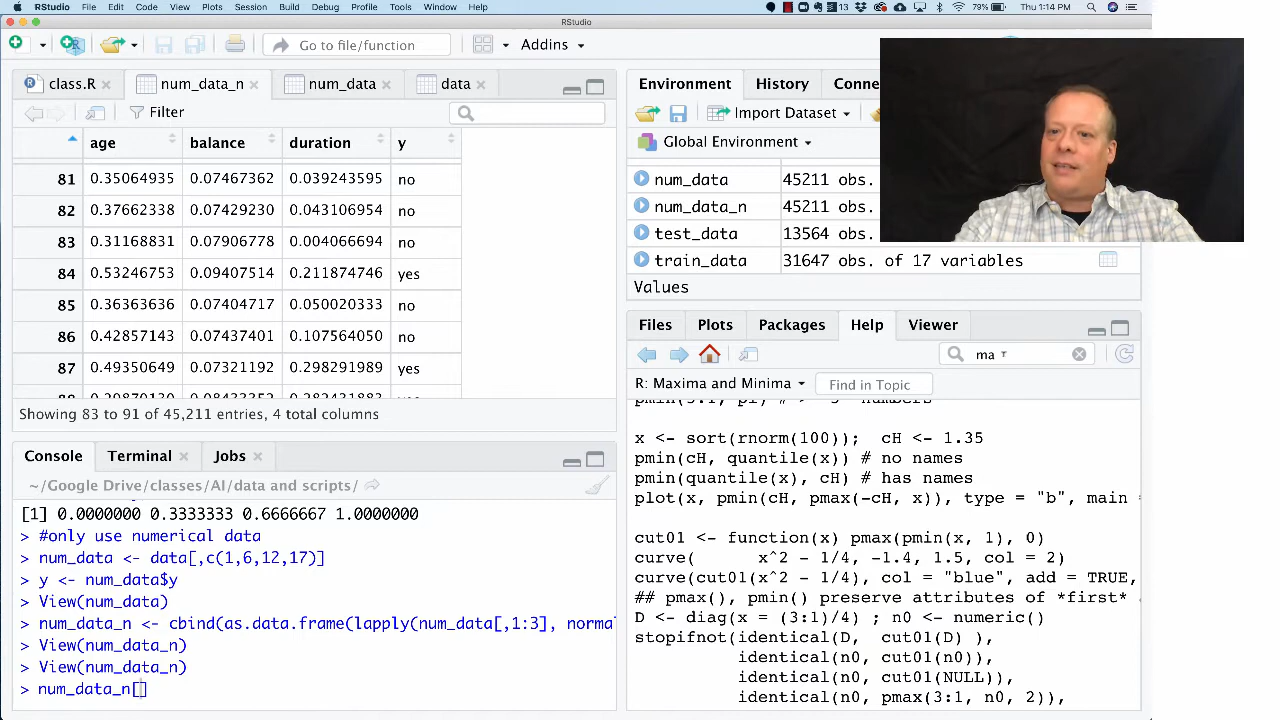 RStudio File Edit Code View Plots Session Build Debug Profile Tools Window Help 13 79% Thu 1:14 PM
RStudio
Go to file/function Addins
class.R num_data_n num_data data
Filter
age balance duration y
81 0.35064935 0.07467362 0.039243595 no
82 0.37662338 0.07429230 0.043106954 no
83 0.31168831 0.07906778 0.004066694 no
84 0.53246753 0.09407514 0.211874746 yes
85 0.36363636 0.07404717 0.050020333 no
86 0.42857143 0.07437401 0.107564050 no
87 0.49350649 0.07321192 0.298291989 yes
Showing 83 to 91 of 45,211 entries, 4 total columns
Console Terminal Jobs
~/Google Drive/classes/AI/data and scripts/
[1] 0.0000000 0.3333333 0.6666667 1.0000000
> #only use numerical data
> num_data <- data[,c(1,6,12,17)]
> y <- num_data$y
> View(num_data)
> num_data_n <- cbind(as.data.frame(lapply(num_data[,1:3], norma
> View(num_data_n)
> View(num_data_n)
> num_data_n[]
Environment History Conne
Import Dataset
Global Environment
num_data 45211 obs.
num_data_n 45211 obs.
test_data 13564 obs.
train_data 31647 obs. of 17 variables
Values
Files Plots Packages Help Viewer
ma
R: Maxima and Minima Find in Topic
x <- sort(rnorm(100)); cH <- 1.35
pmin(cH, quantile(x)) # no names
pmin(quantile(x), cH) # has names
plot(x, pmin(cH, pmax(-cH, x)), type = "b", main =
cut01 <- function(x) pmax(pmin(x, 1), 0)
curve( x^2 - 1/4, -1.4, 1.5, col = 2)
curve(cut01(x^2 - 1/4), col = "blue", add = TRUE,
## pmax(), pmin() preserve attributes of *first*
D <- diag(x = (3:1)/4) ; n0 <- numeric()
stopifnot(identical(D, cut01(D) ),
identical(n0, cut01(n0)),
identical(n0, cut01(NULL)),
identical(n0, pmax(3:1, n0, 2)),